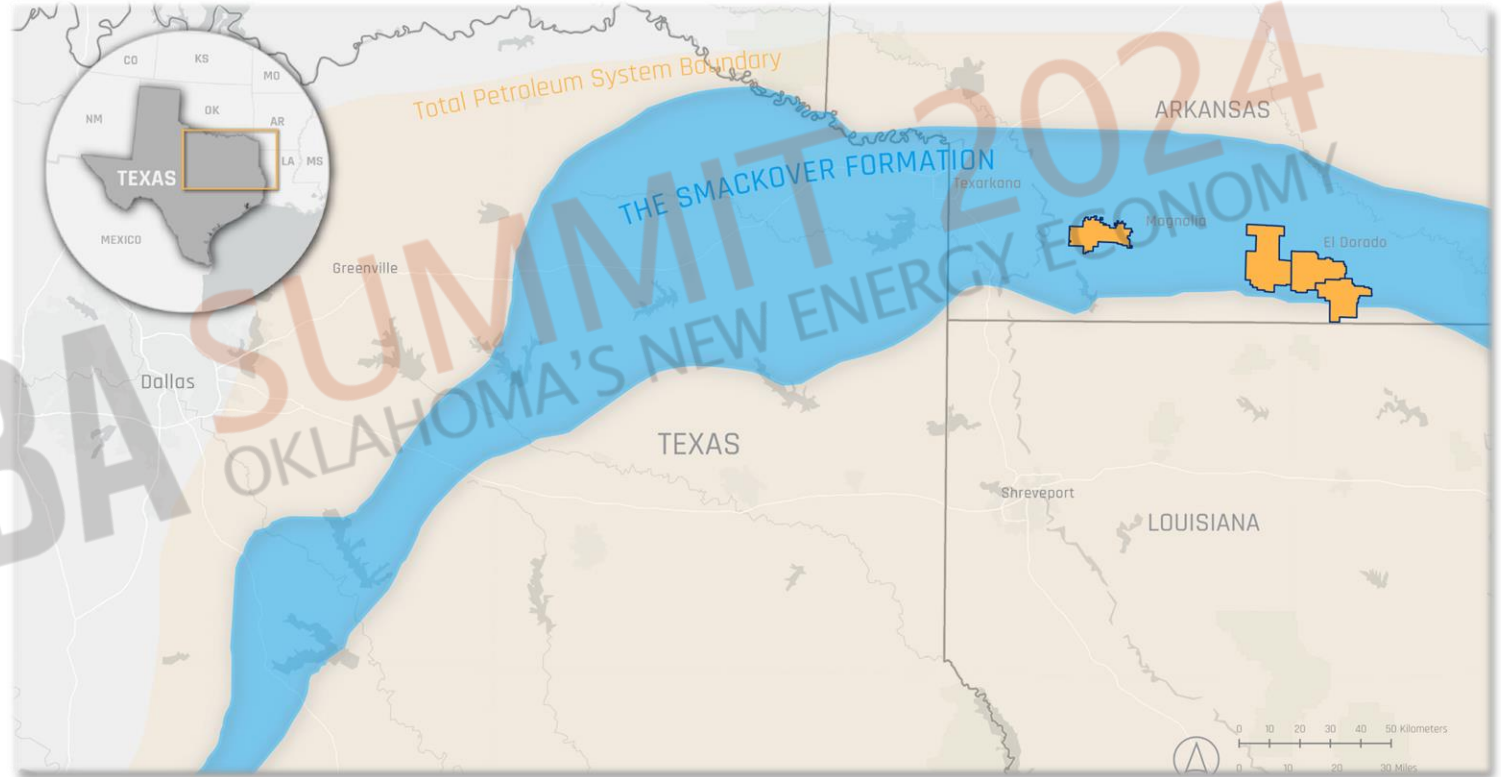 CO
KS
MO
NM
OK
AR
TEXAS
LA
MS
MEXICO
Total Petroleum System Boundary
ARKANSAS
THE SMACKOVER FORMATION
Texarkana
Magnolia
El Dorado
Greenville
Dallas
TEXAS
Shreveport
LOUISIANA
BA
SUMMIT 2024
OKLAHOMA'S NEW ENERGY ECONOMY
0 10 20 30 40 50 Kilometers
0 10 20 30 Miles